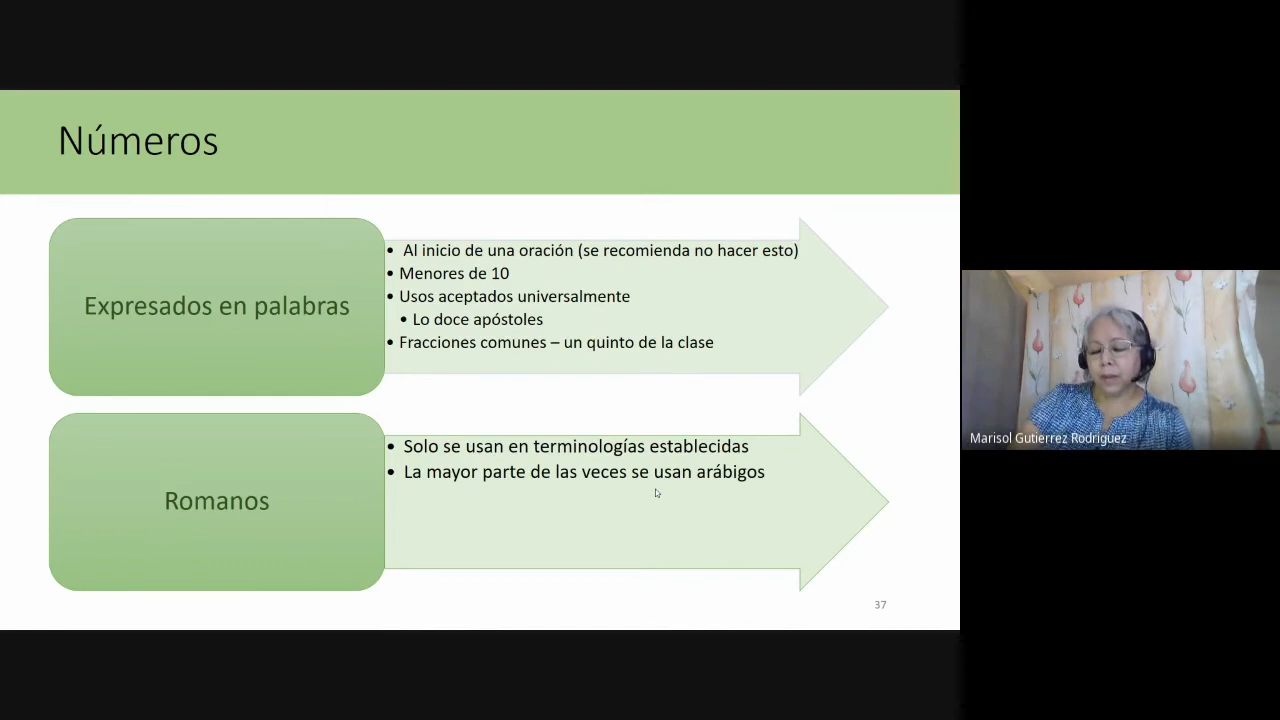 Números
Expresados en palabras
• Al inicio de una oración (se recomienda no hacer esto)
• Menores de 10
• Usos aceptados universalmente
• Lo doce apóstoles
• Fracciones comunes – un quinto de la clase
Romanos
• Solo se usan en terminologías establecidas
• La mayor parte de las veces se usan arábigos
37
Marisol Gutierrez Rodriguez